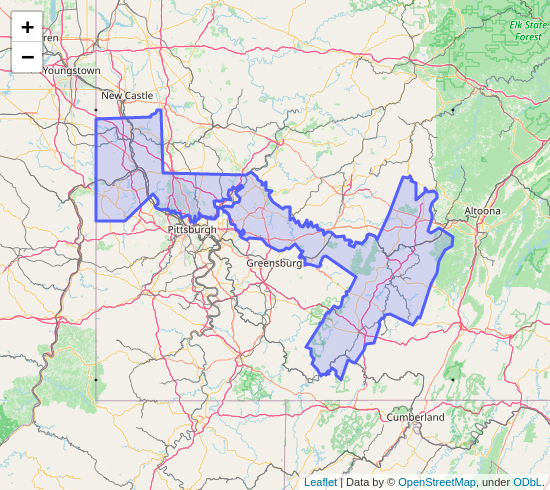 +
−
ren
Youngstown
New Castle
Elk State
Forest
Altoona
Pittsburgh
Greensburg
Cumberland
Leaflet | Data by © OpenStreetMap, under ODbL.